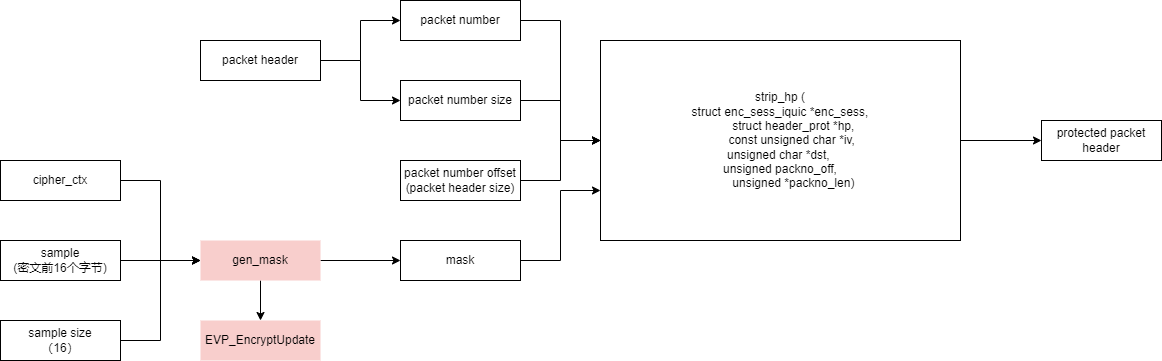 packet number
packet header
packet number size
strip_hp (
struct enc_sess_iquic *enc_sess,
struct header_prot *hp,
const unsigned char *iv,
unsigned char *dst,
unsigned packno_off,
unsigned *packno_len)
protected packet
header
packet number offset
(packet header size)
cipher_ctx
sample
(密文前16个字节)
gen_mask
mask
sample size
（16）
EVP_EncryptUpdate